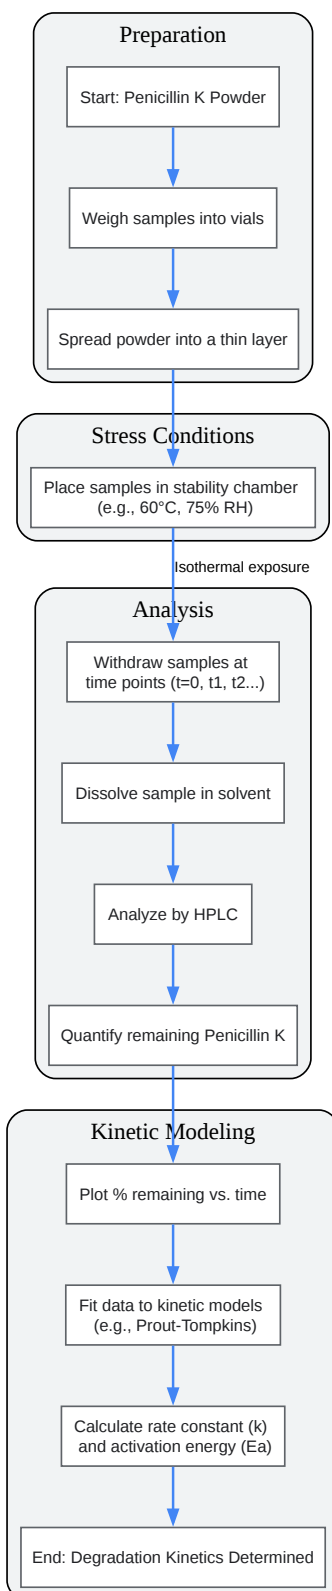 Preparation
Start: Penicillin K Powder
Weigh samples into vials
Spread powder into a thin layer
Stress Conditions
Place samples in stability chamber
(e.g., 60°C, 75% RH)
Isothermal exposure
Analysis
Withdraw samples at
time points (t=0, t1, t2...)
Dissolve sample in solvent
Analyze by HPLC
Quantify remaining Penicillin K
Kinetic Modeling
Plot % remaining vs. time
Fit data to kinetic models
(e.g., Prout-Tompkins)
Calculate rate constant (k)
and activation energy (Ea)
End: Degradation Kinetics Determined